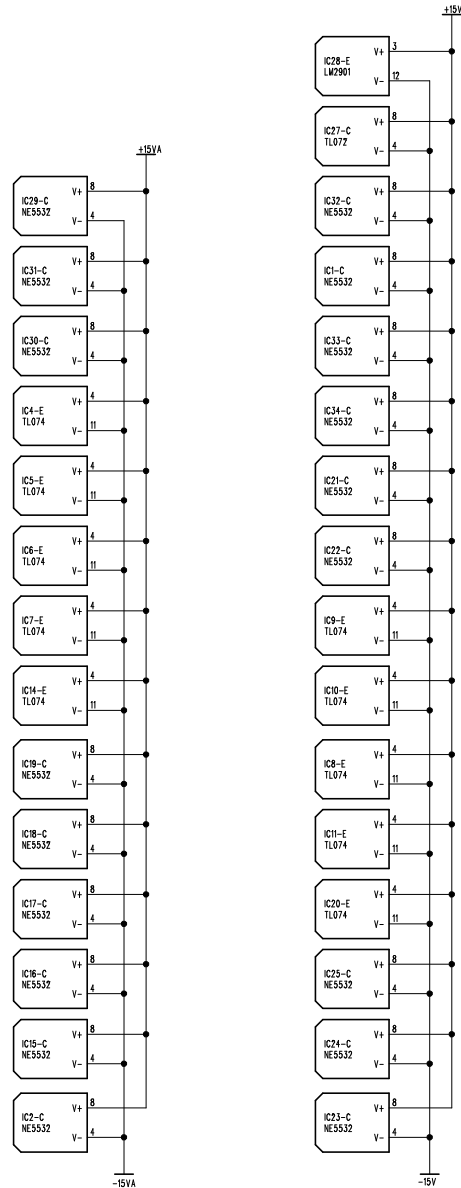 +15VA
IC29-C
NE5532
V+ 8
V- 4
IC31-C
NE5532
V+ 8
V- 4
IC30-C
NE5532
V+ 8
V- 4
IC4-E
TL074
V+ 4
V- 11
IC5-E
TL074
V+ 4
V- 11
IC6-E
TL074
V+ 4
V- 11
IC7-E
TL074
V+ 4
V- 11
IC14-E
TL074
V+ 4
V- 11
IC19-C
NE5532
V+ 8
V- 4
IC18-C
NE5532
V+ 8
V- 4
IC17-C
NE5532
V+ 8
V- 4
IC16-C
NE5532
V+ 8
V- 4
IC15-C
NE5532
V+ 8
V- 4
IC2-C
NE5532
V+ 8
V- 4
-15VA
+15V
IC28-E
LM2901
V+ 3
V- 12
IC27-C
TL072
V+ 8
V- 4
IC32-C
NE5532
V+ 8
V- 4
IC1-C
NE5532
V+ 8
V- 4
IC33-C
NE5532
V+ 8
V- 4
IC34-C
NE5532
V+ 8
V- 4
IC21-C
NE5532
V+ 8
V- 4
IC22-C
NE5532
V+ 8
V- 4
IC9-E
TL074
V+ 4
V- 11
IC10-E
TL074
V+ 4
V- 11
IC8-E
TL074
V+ 4
V- 11
IC11-E
TL074
V+ 4
V- 11
IC20-E
TL074
V+ 4
V- 11
IC25-C
NE5532
V+ 8
V- 4
IC24-C
NE5532
V+ 8
V- 4
IC23-C
NE5532
V+ 8
V- 4
-15V